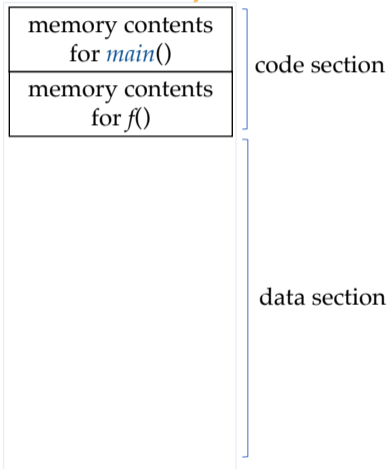 memory contents
for main()
code section
memory contents
for f()
data section